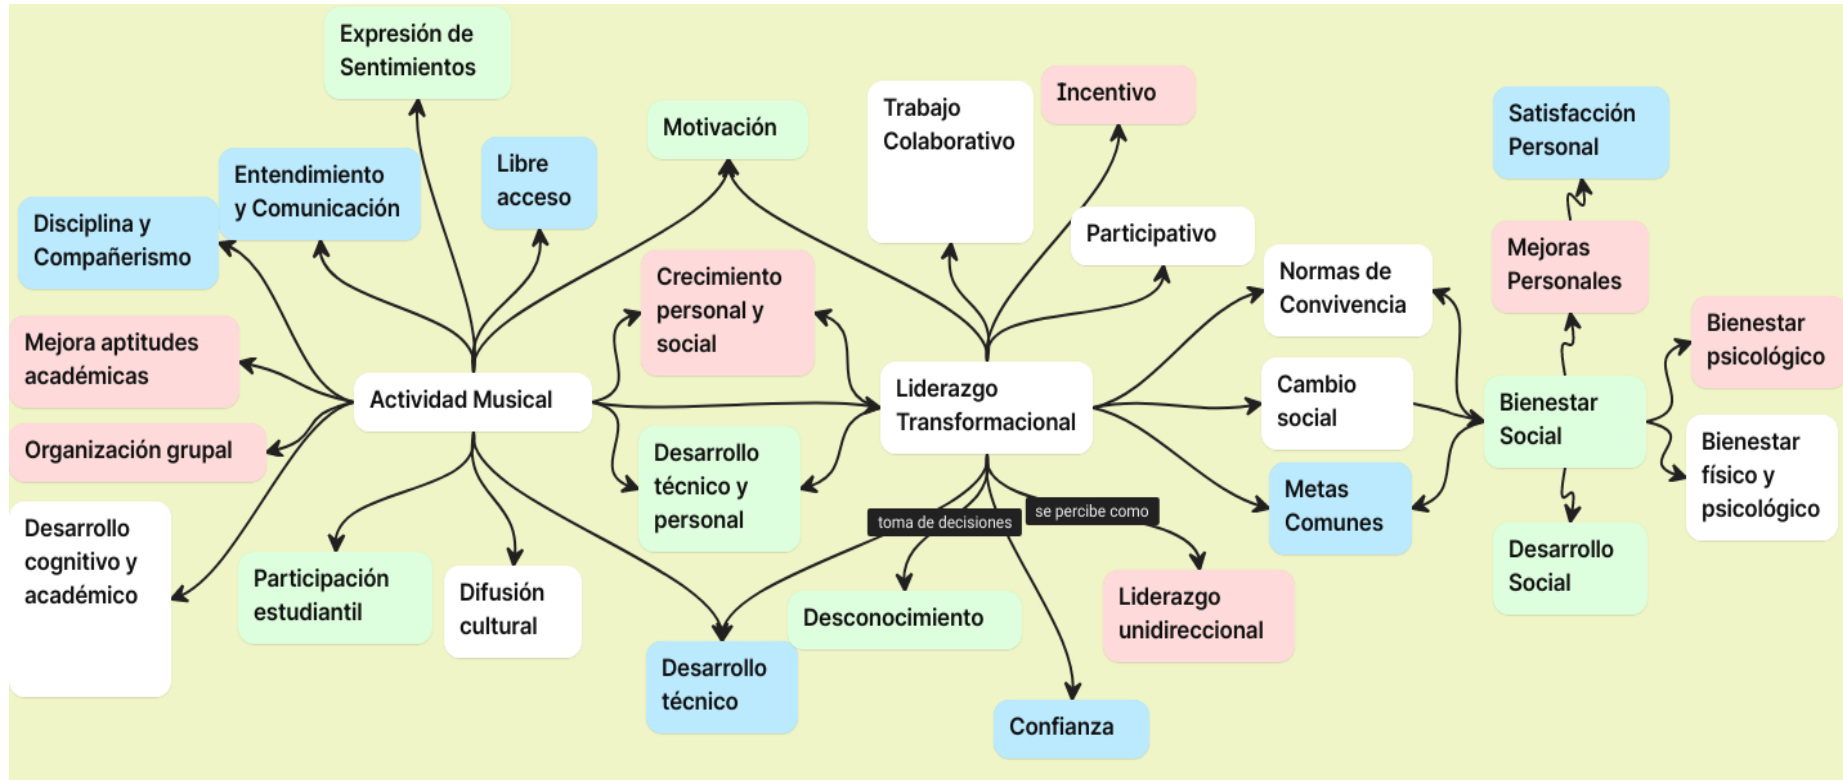 Expresión de
Sentimientos
Motivación
Trabajo
Colaborativo
Incentivo
Satisfacción
Personal
Entendimiento
y Comunicación
Libre
acceso
Disciplina y
Compañerismo
Participativo
Crecimiento
personal y
social
Normas de
Convivencia
Mejoras
Personales
Mejora aptitudes
académicas
Bienestar
psicológico
Actividad Musical
Liderazgo
Transformacional
Cambio
social
Bienestar
Social
Organización grupal
Desarrollo
técnico y
personal
Bienestar
físico y
psicológico
Metas
Comunes
toma de decisiones
se percibe como
Desarrollo
cognitivo y
académico
Participación
estudiantil
Difusión
cultural
Desconocimiento
Liderazgo
unidireccional
Desarrollo
Social
Desarrollo
técnico
Confianza